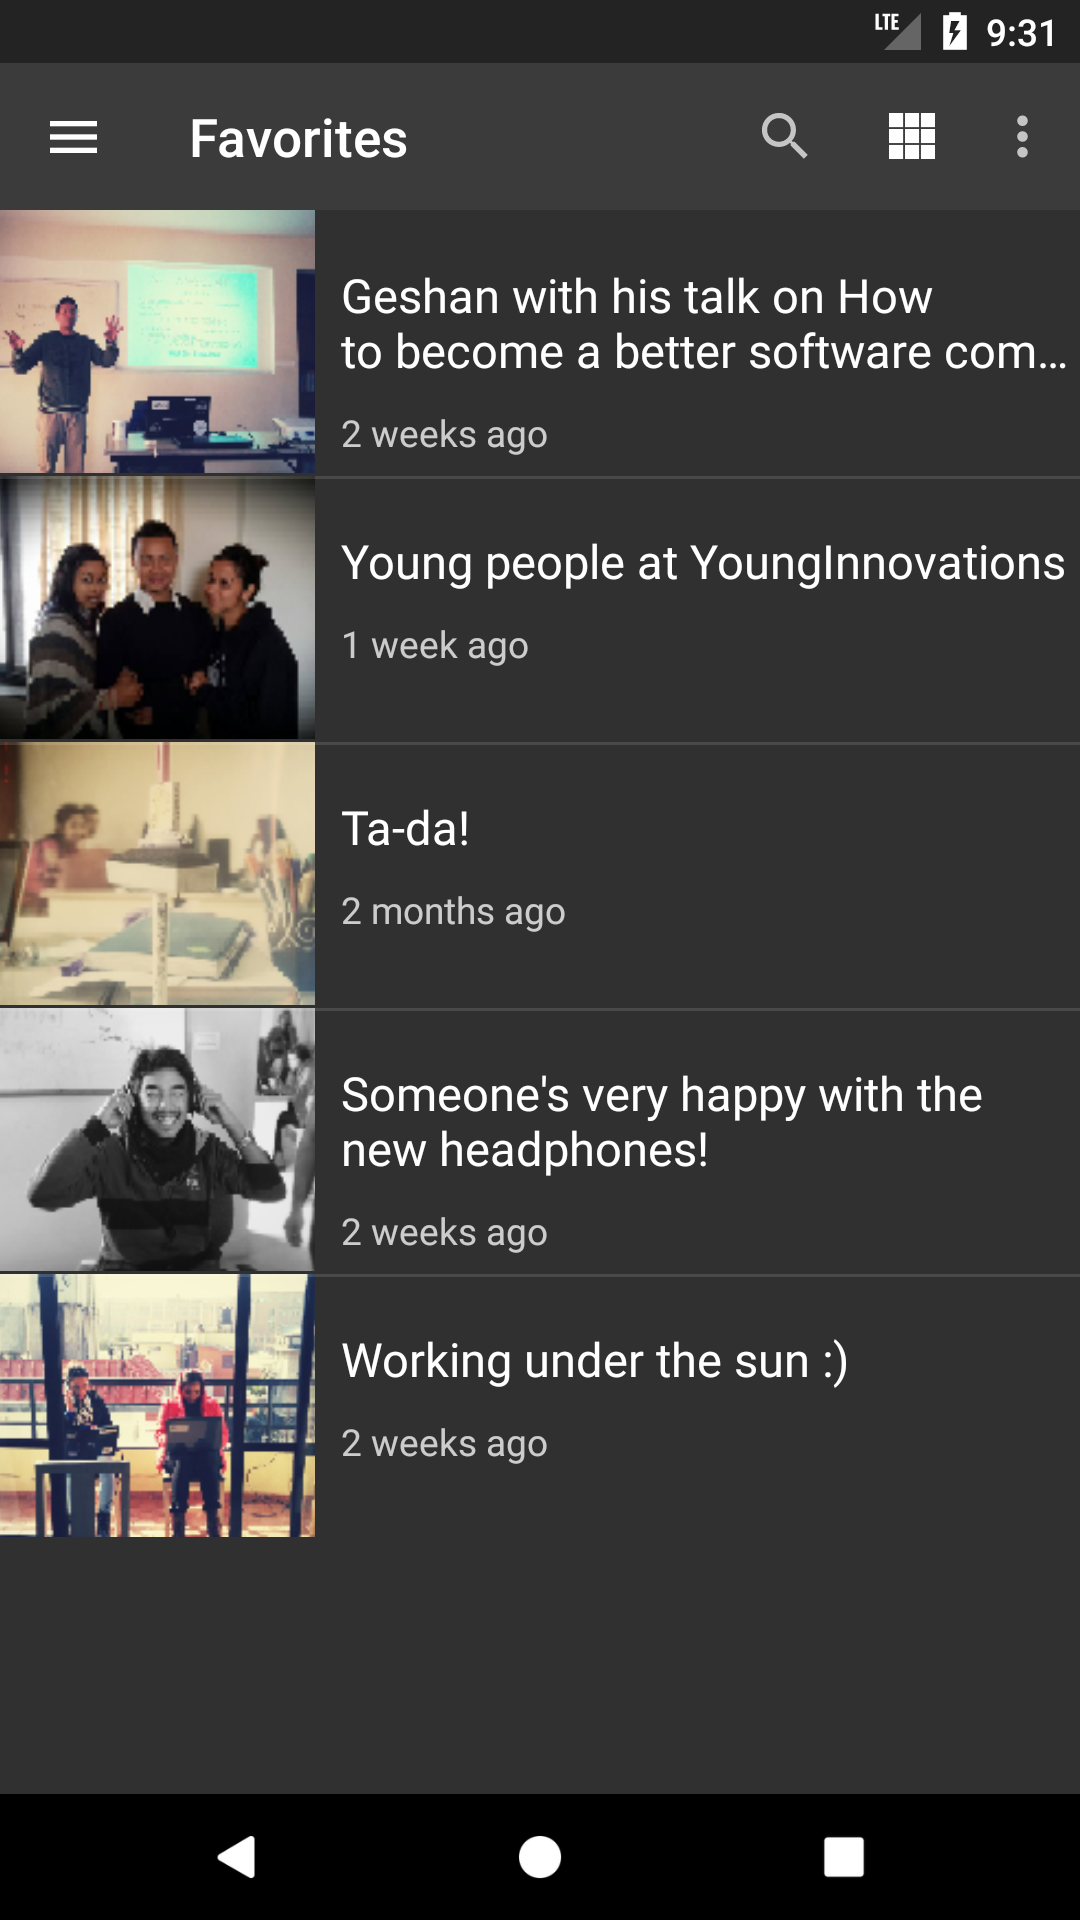 LTE 9:31
Favorites
Geshan with his talk on How
to become a better software com…
2 weeks ago
Young people at YoungInnovations
1 week ago
Ta-da!
2 months ago
Someone's very happy with the
new headphones!
2 weeks ago
Working under the sun :)
2 weeks ago